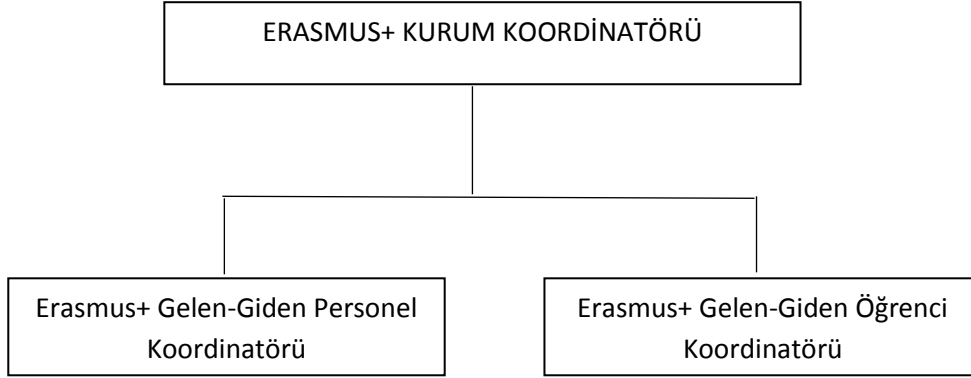 ERASMUS+ KURUM KOORDİNATÖRÜ
Erasmus+ Gelen-Giden Personel
Koordinatörü
Erasmus+ Gelen-Giden Öğrenci
Koordinatörü